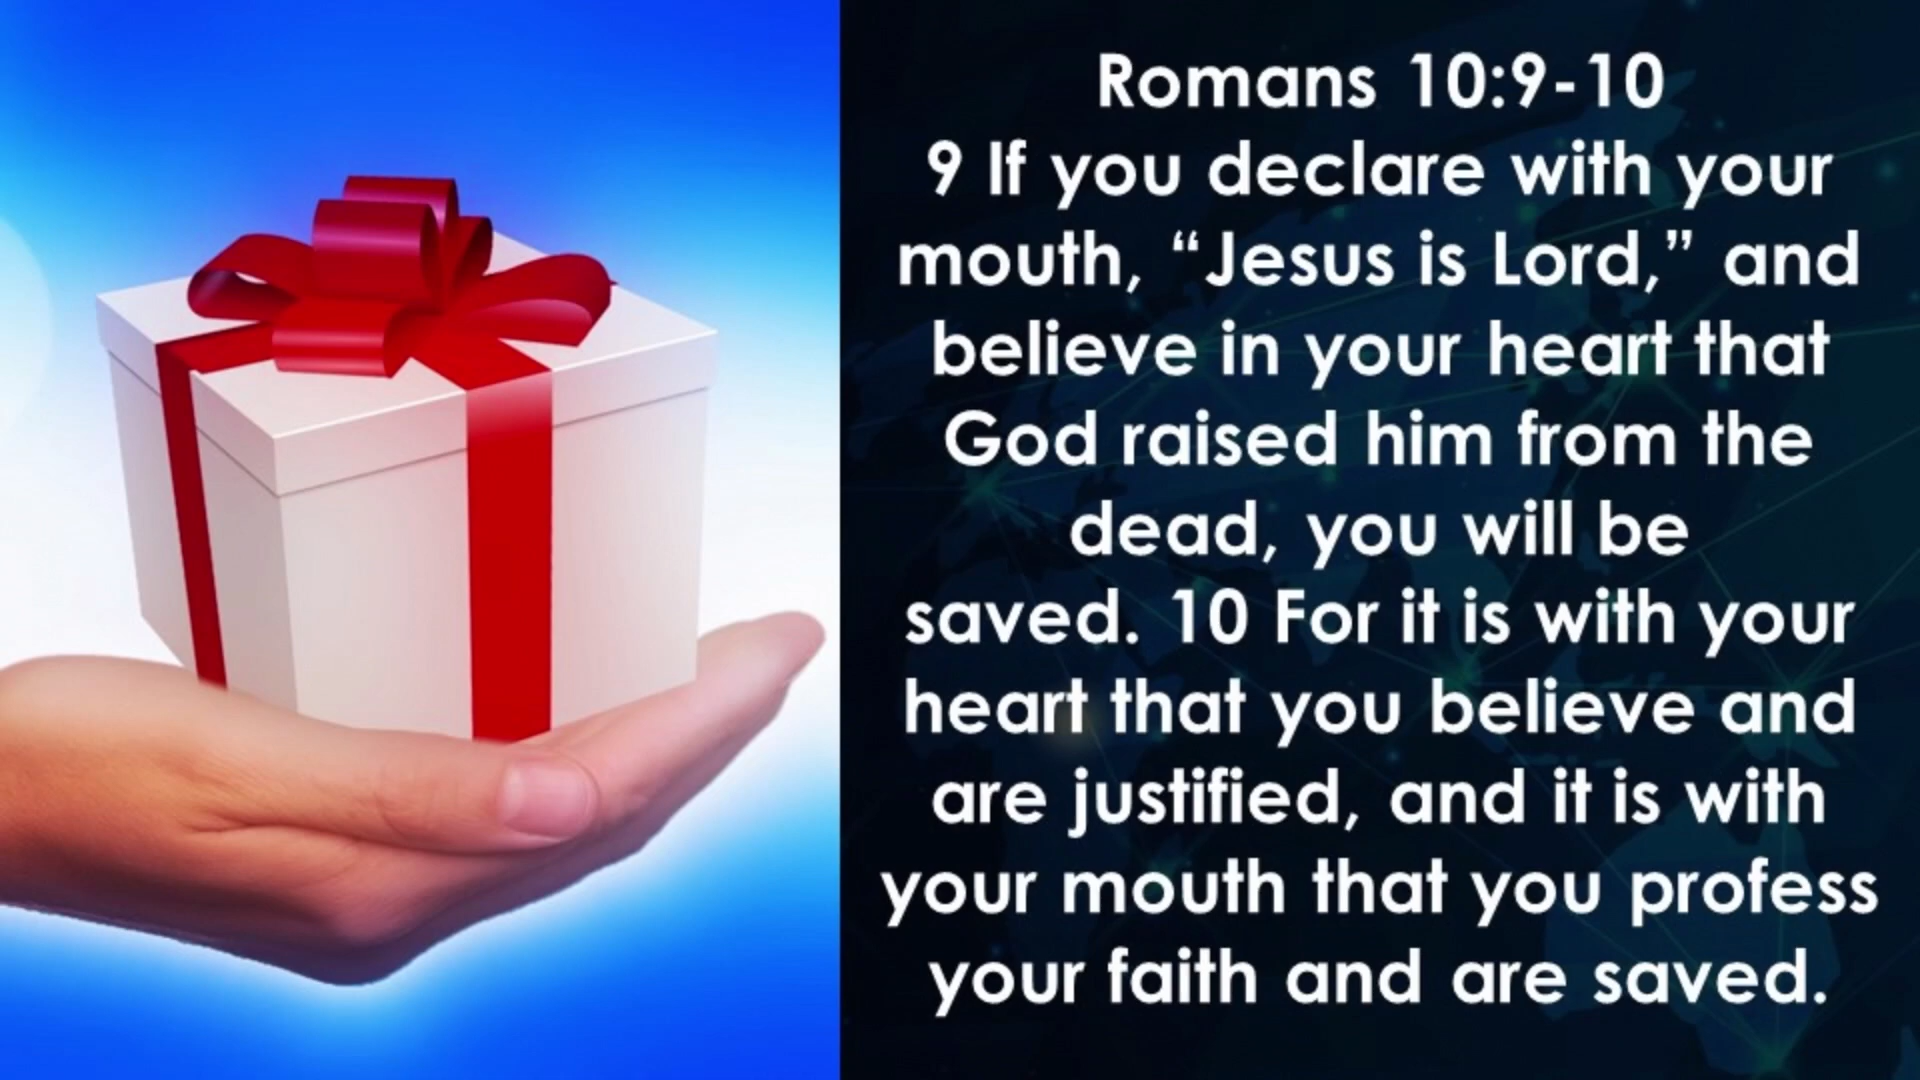 Romans 10:9-10
9 If you declare with your
mouth, “Jesus is Lord,” and
believe in your heart that
God raised him from the
dead, you will be
saved. 10 For it is with your
heart that you believe and
are justified, and it is with
your mouth that you profess
your faith and are saved.